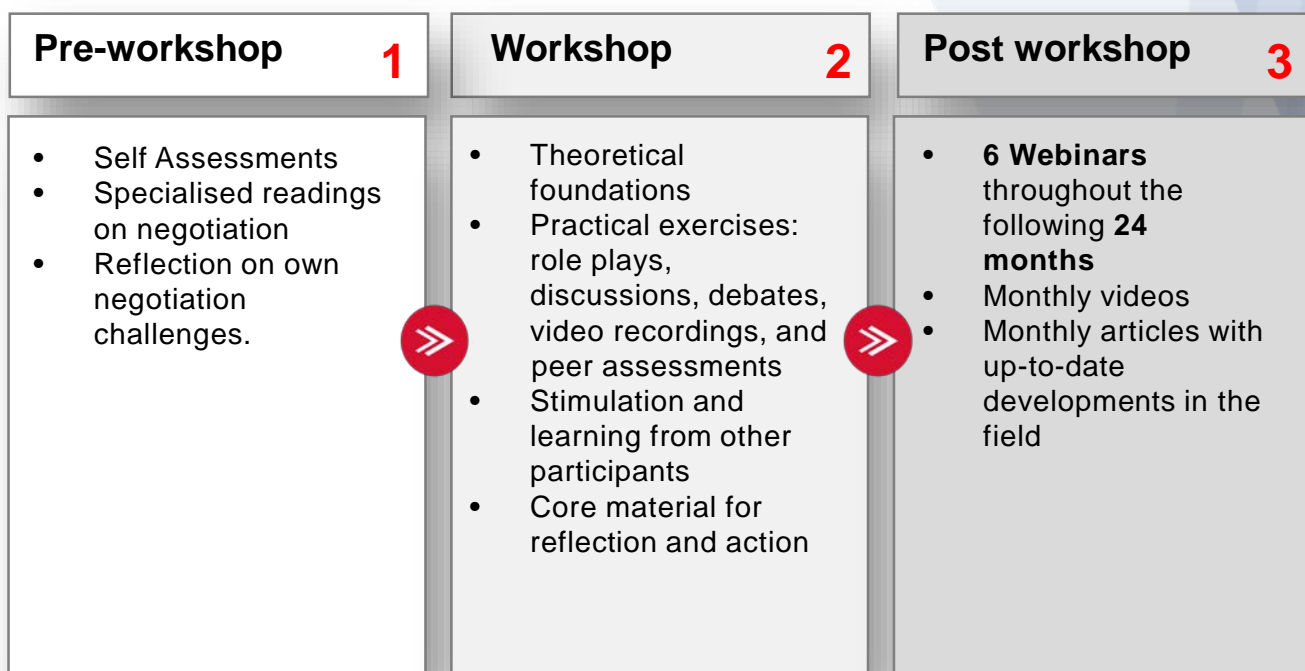 Pre-workshop 1
• Self Assessments
• Specialised readings
on negotiation
• Reflection on own
negotiation
challenges.
Workshop 2
• Theoretical
foundations
• Practical exercises:
role plays,
discussions, debates,
video recordings, and
peer assessments
• Stimulation and
learning from other
participants
• Core material for
reflection and action
Post workshop 3
• 6 Webinars
throughout the
following 24
months
• Monthly videos
• Monthly articles with
up-to-date
developments in the
field